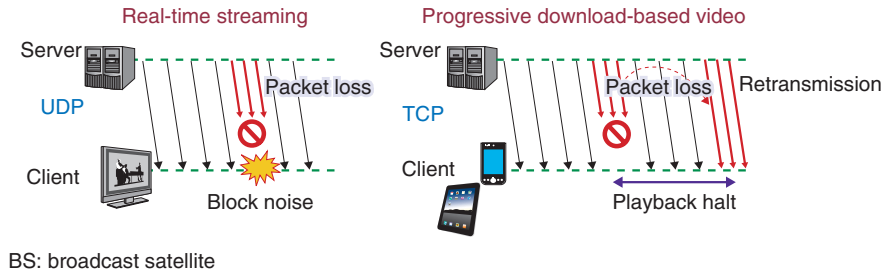 Real-time streaming
Server
UDP
Packet loss
Client
Block noise
Progressive download-based video
Server
TCP
Packet loss
Retransmission
Client
Playback halt
BS: broadcast satellite